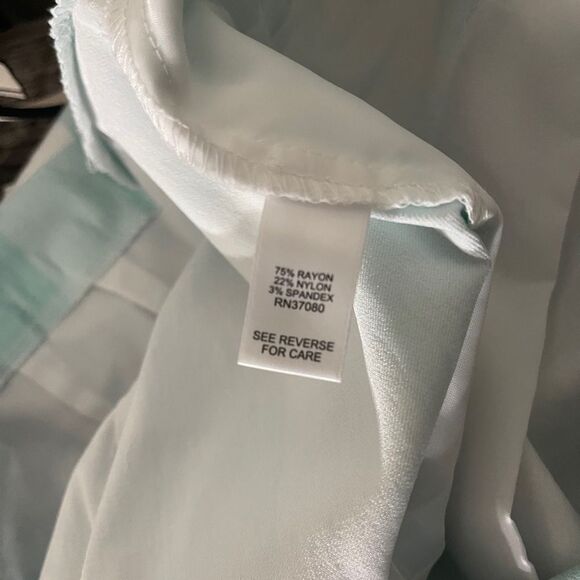 75% RAYON
22% NYLON
3% SPANDEX
RN37080
SEE REVERSE
FOR CARE